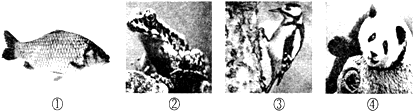 ① ② ③ ④